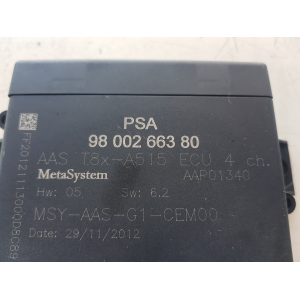 PSA
98 002 663 80
AAS T8x-A515 ECU 4 ch.
MetaSystem AAP01340
Hw: 05 Sw: 6.2
MSY-AAS-G1-CEM00
Date: 29/11/2012